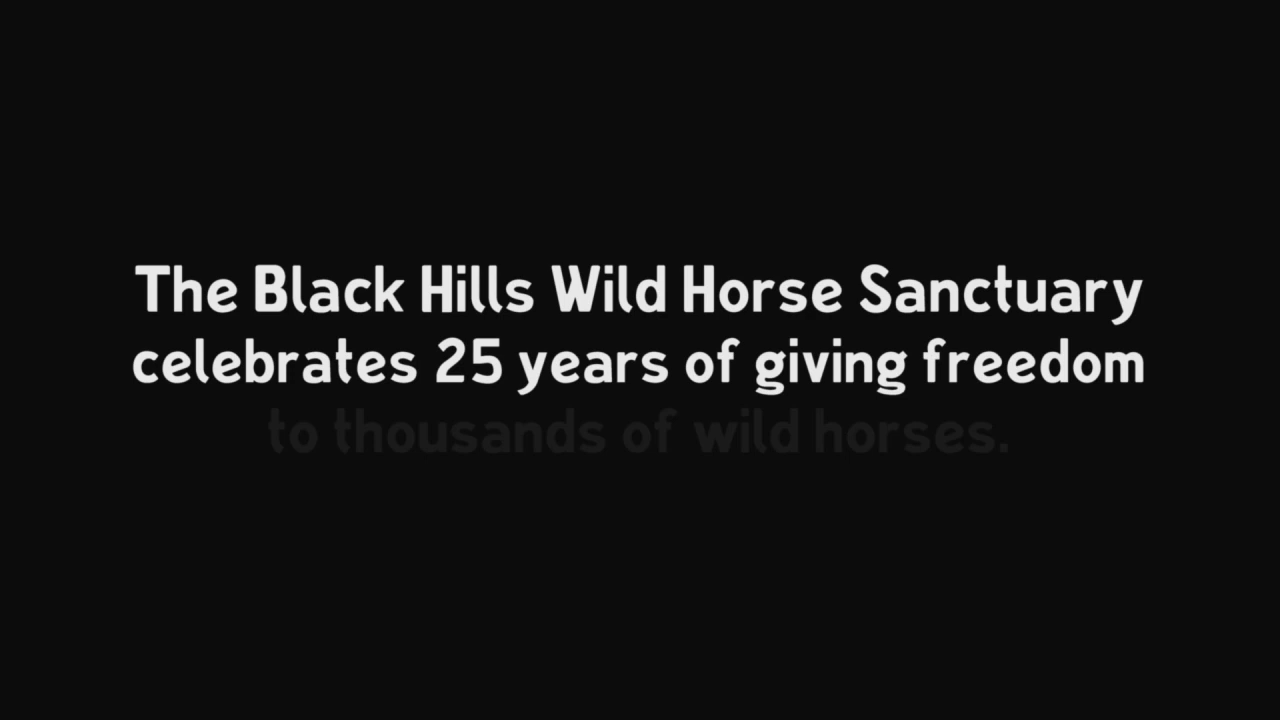 The Black Hills Wild Horse Sanctuary
celebrates 25 years of giving freedom
to thousands of wild horses.